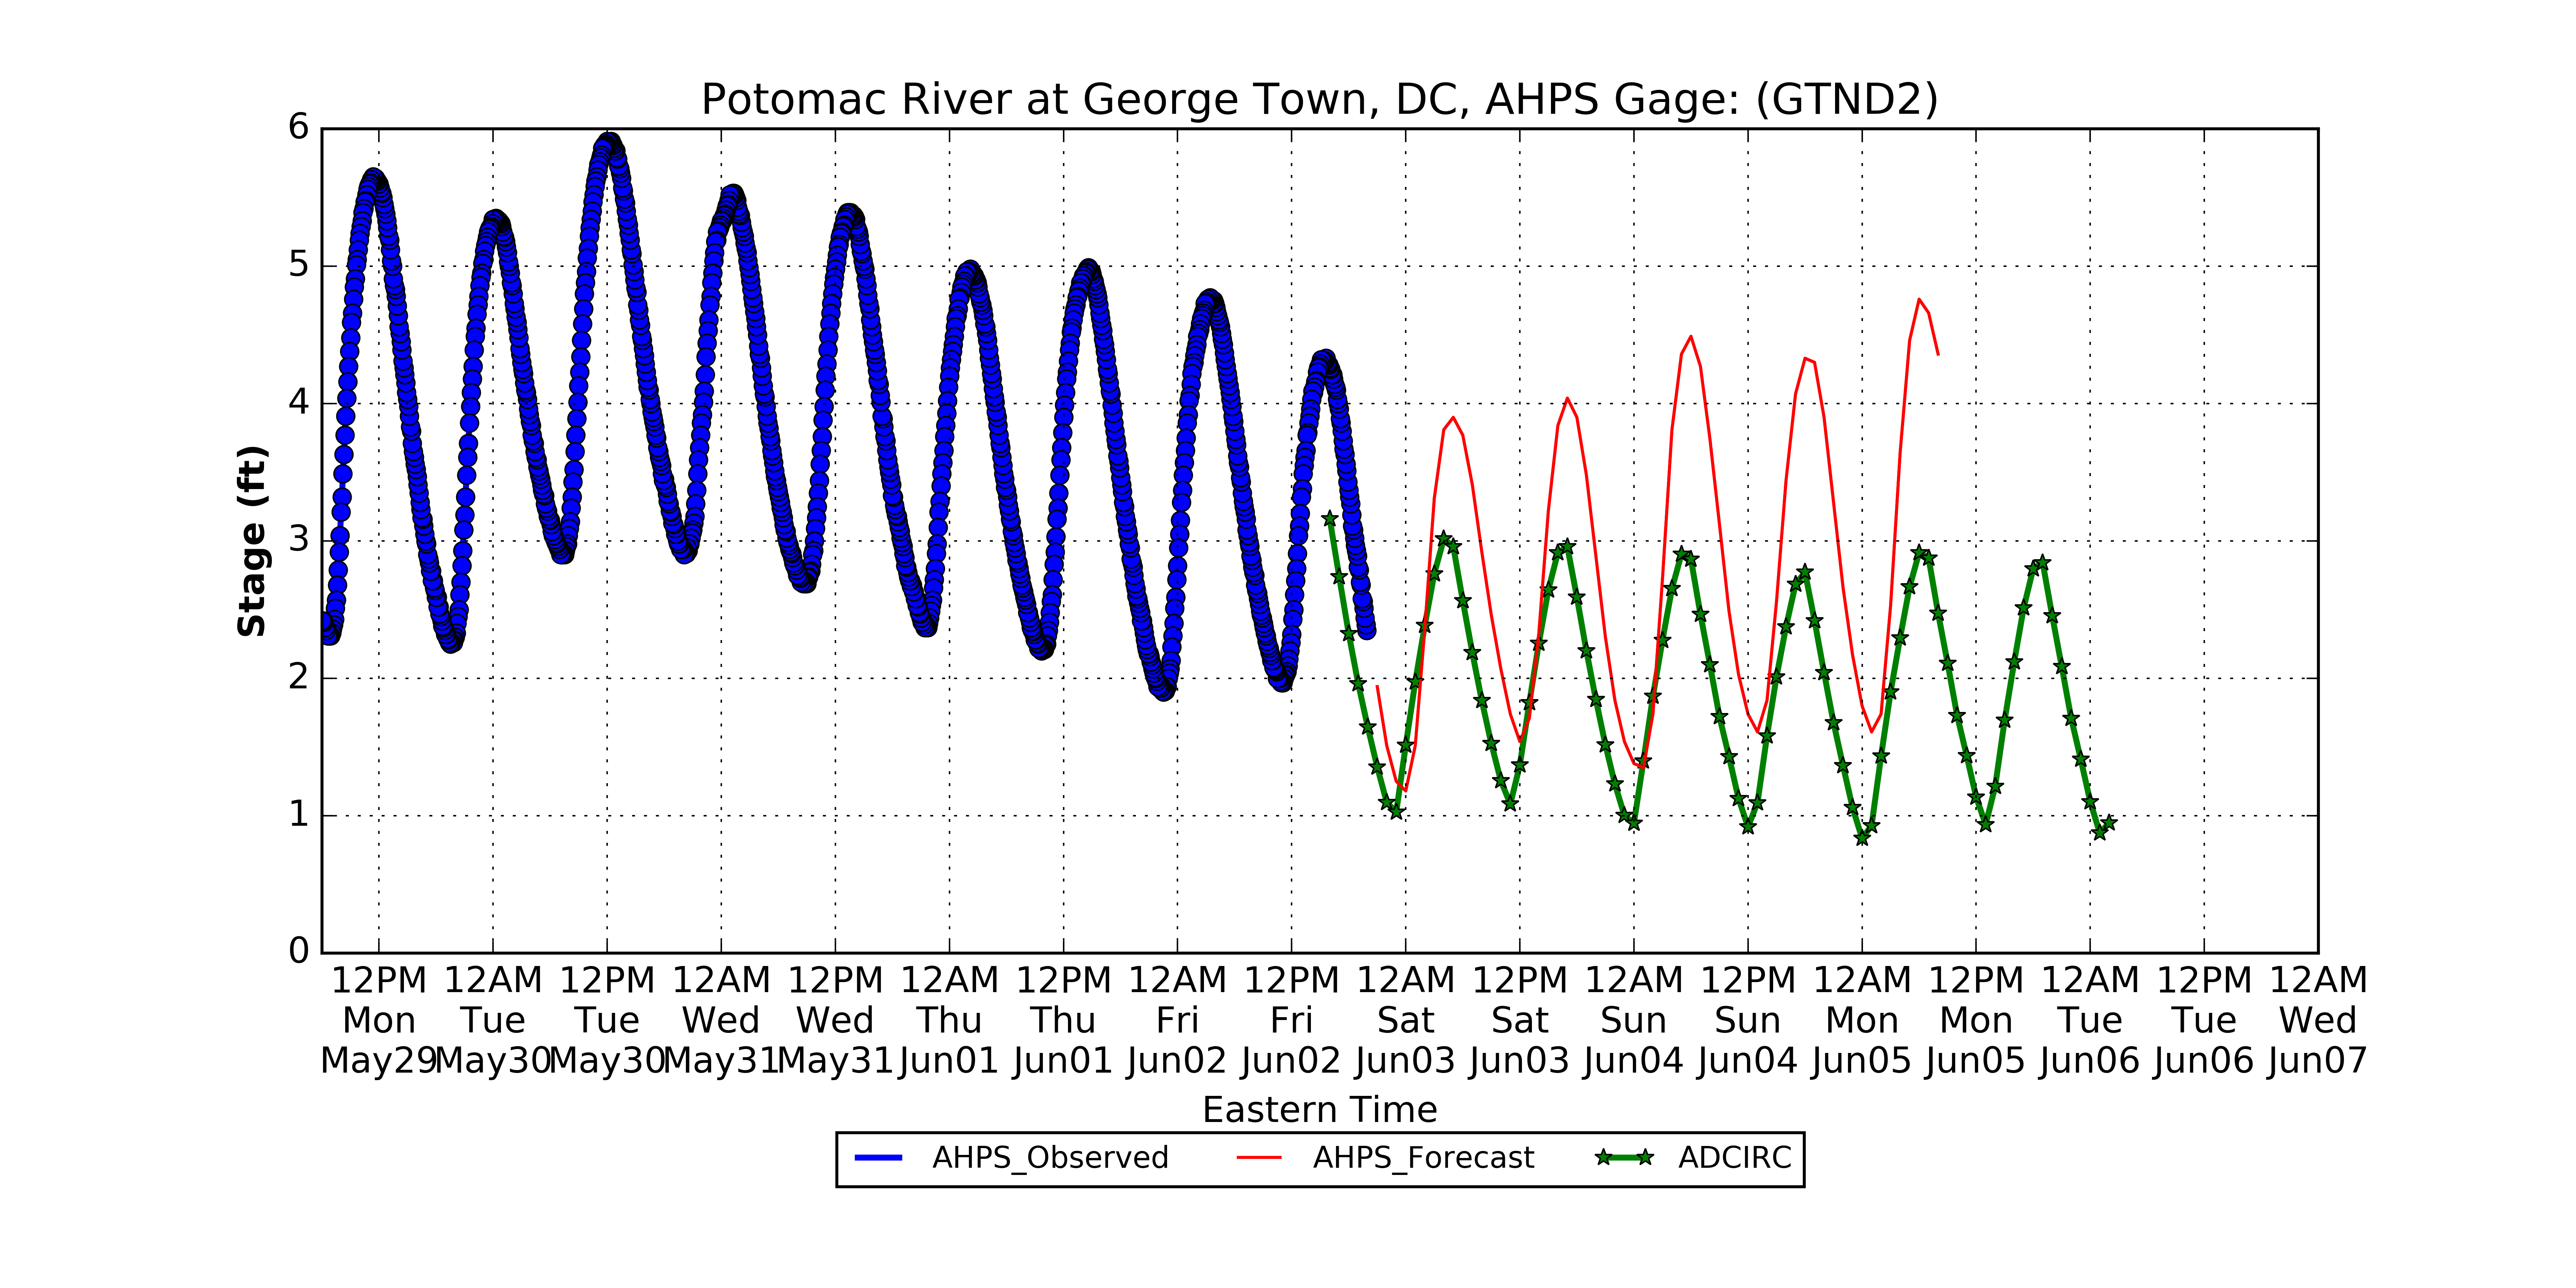 Potomac River at George Town, DC, AHPS Gage: (GTND2)
Stage (ft)
6
5
4
3
2
1
0
12PM 12AM 12PM 12AM 12PM 12AM 12PM 12AM 12PM 12AM 12PM 12AM 12PM 12AM 12PM 12AM 12PM 12AM
Mon Tue Tue Wed Wed Thu Thu Fri Fri Sat Sat Sun Sun Mon Mon Tue Tue Wed
May29 May30 May30 May31 May31 Jun01 Jun01 Jun02 Jun02 Jun03 Jun03 Jun04 Jun04 Jun05 Jun05 Jun06 Jun06 Jun07
Eastern Time
AHPS_Observed AHPS_Forecast ADCIRC